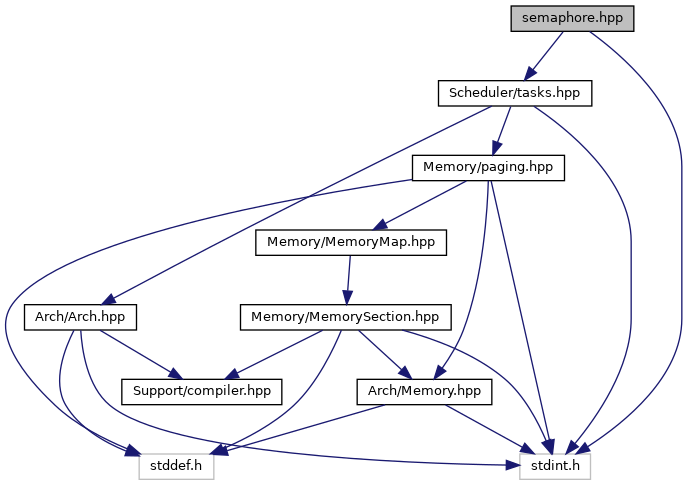 semaphore.hpp
Scheduler/tasks.hpp
Memory/paging.hpp
Memory/MemoryMap.hpp
Arch/Arch.hpp
Memory/MemorySection.hpp
Support/compiler.hpp
Arch/Memory.hpp
stddef.h
stdint.h